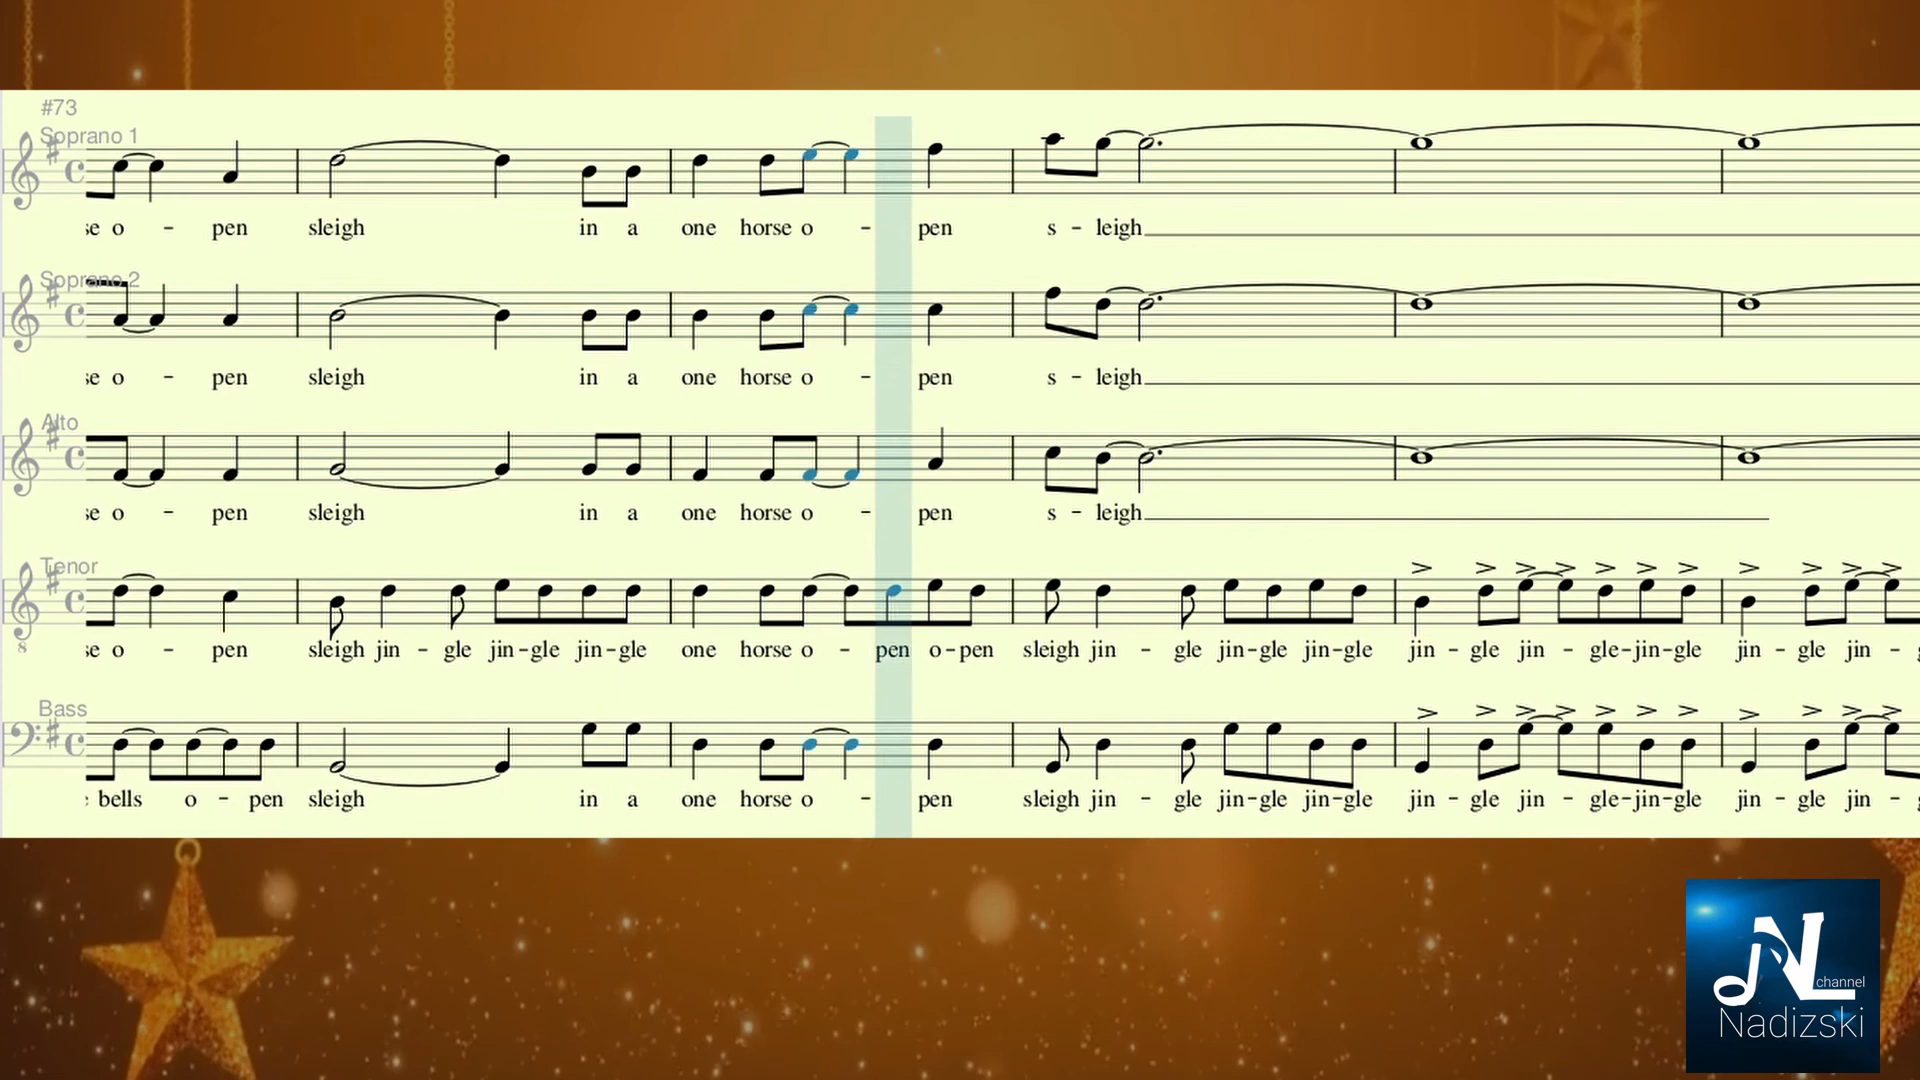 #73
Soprano 1
se o - pen sleigh in a one horse o - pen s - leigh
Soprano 2
se o - pen sleigh in a one horse o - pen s - leigh
Alto
se o - pen sleigh in a one horse o - pen s - leigh
Tenor
8
se o - pen sleigh jin - gle jin-gle jin-gle one horse o - pen o-pen sleigh jin - gle jin-gle jin-gle jin - gle jin - gle-jin-gle jin - gle jin -
Bass
bells o - pen sleigh in a one horse o - pen sleigh jin - gle jin-gle jin-gle jin - gle jin - gle-jin-gle jin - gle jin -
NL channel
Nadizski